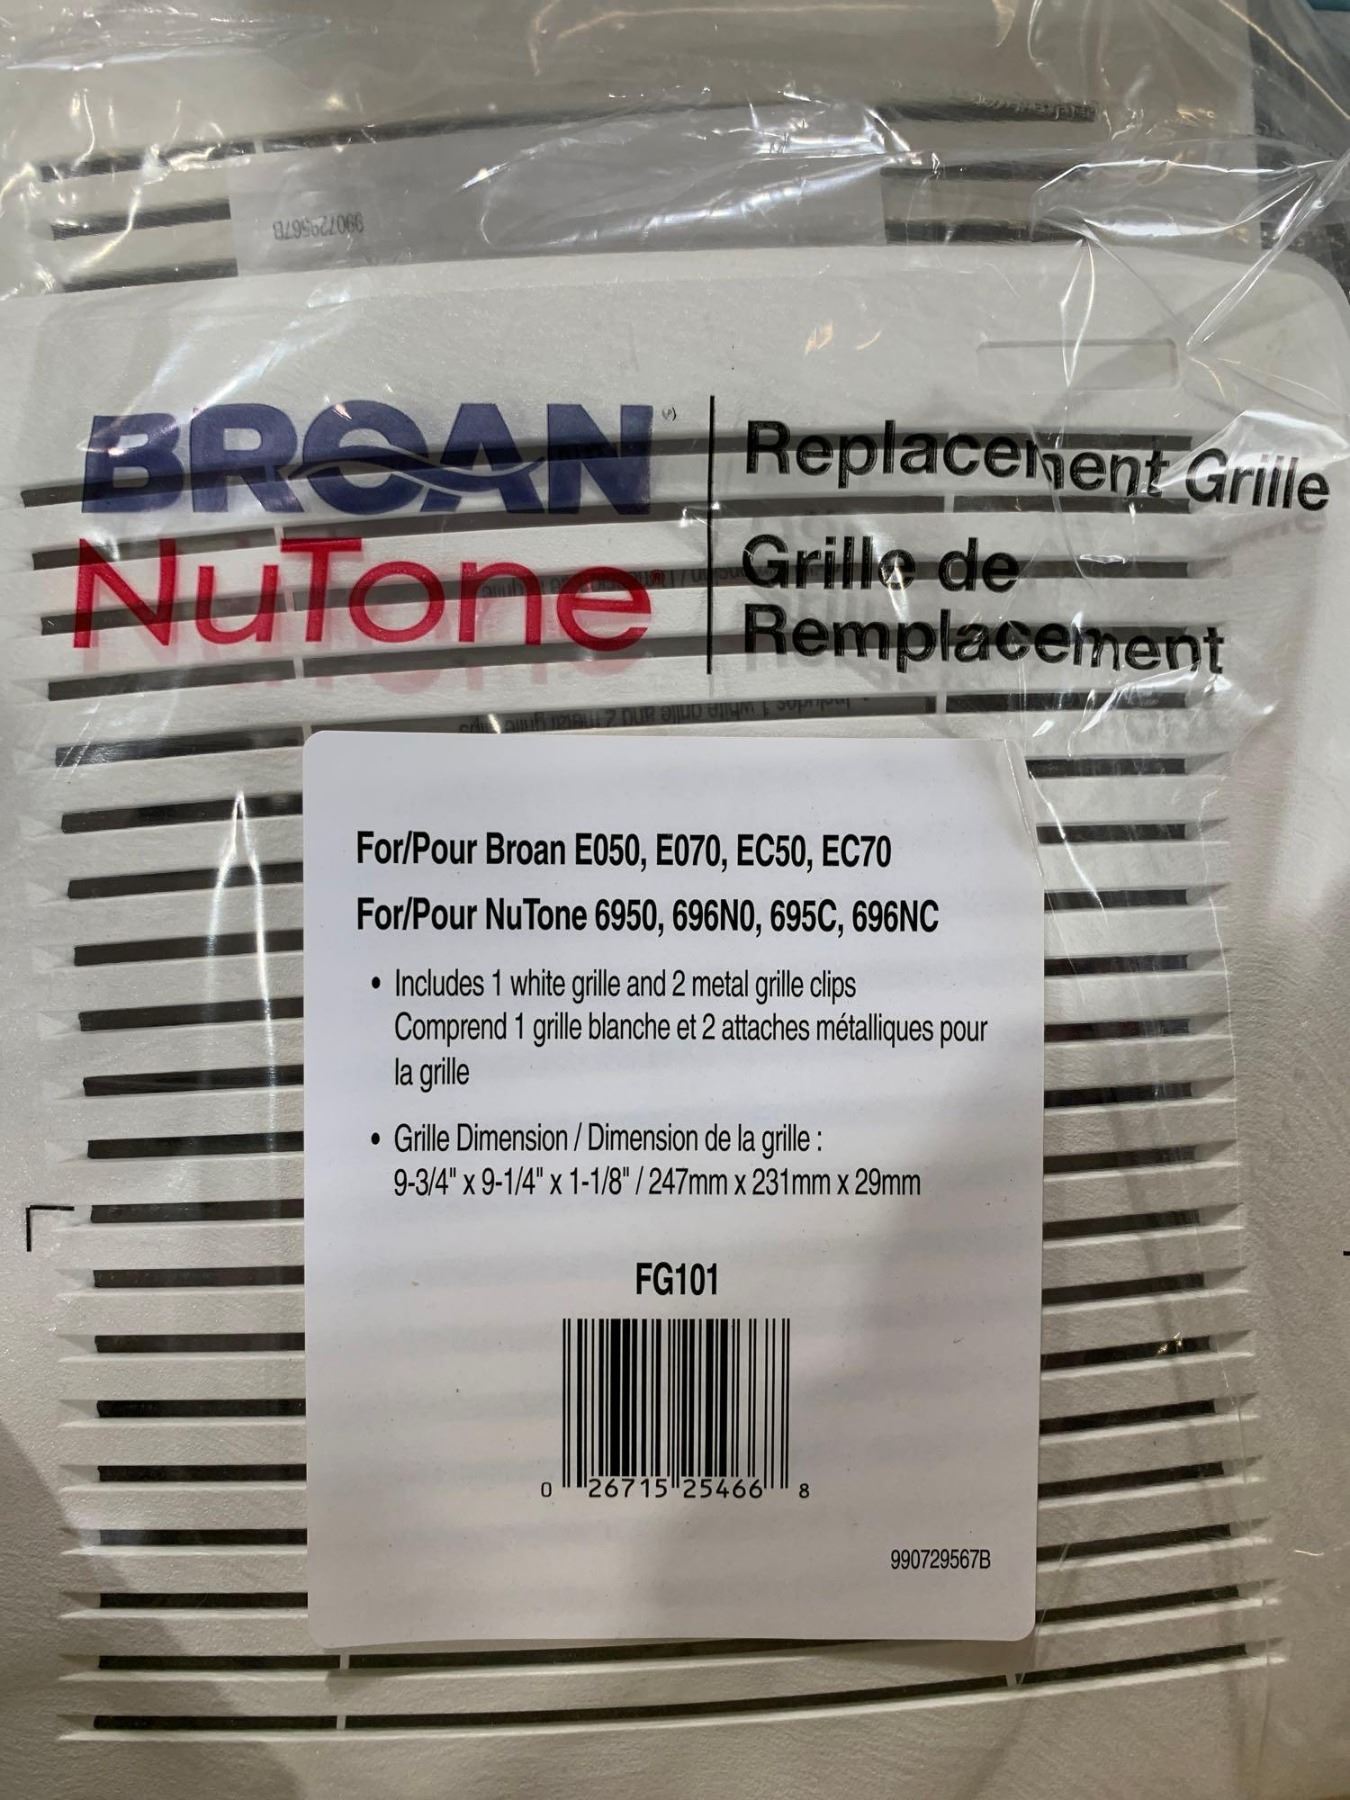 990729567B
BROAN
NuTone
Replacement Grille
Grille de
Remplacement
For/Pour Broan E050, E070, EC50, EC70
For/Pour NuTone 6950, 696N0, 695C, 696NC
• Includes 1 white grille and 2 metal grille clips
Comprend 1 grille blanche et 2 attaches métalliques pour
la grille
• Grille Dimension / Dimension de la grille :
9-3/4" x 9-1/4" x 1-1/8" / 247mm x 231mm x 29mm
FG101
0 26715 25466 8
990729567B